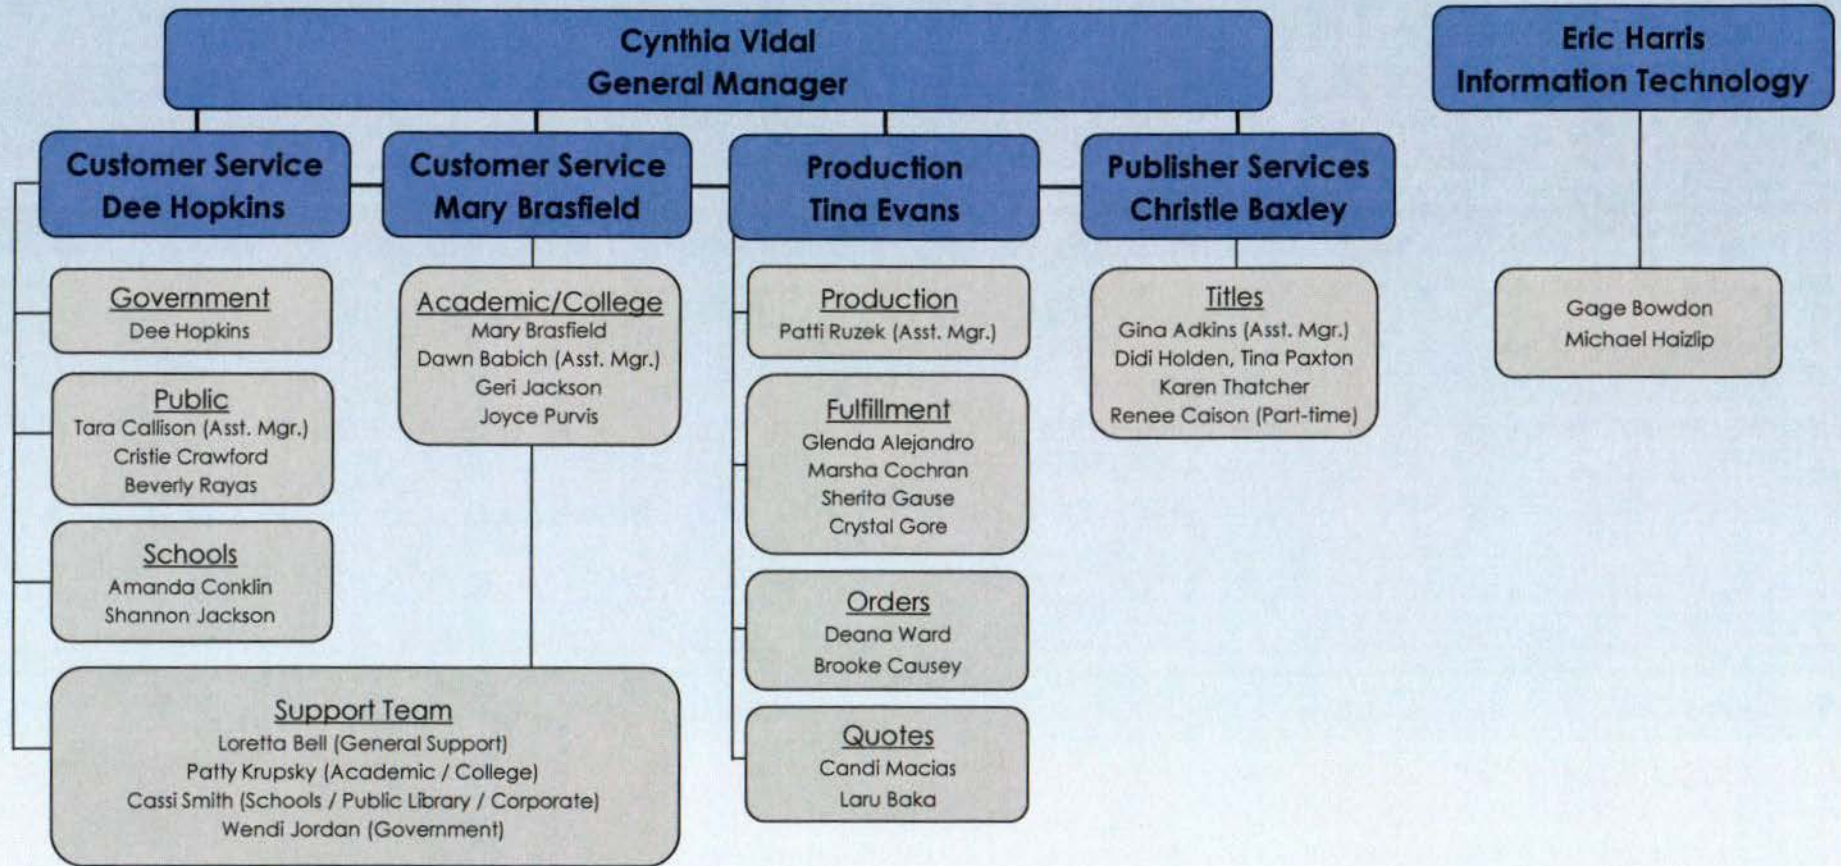 Cynthia Vidal
General Manager
Eric Harris
Information Technology
Customer Service
Dee Hopkins
Customer Service
Mary Brasfield
Production
Tina Evans
Publisher Services
Christie Baxley
Government
Dee Hopkins
Public
Tara Callison (Asst. Mgr.)
Cristie Crawford
Beverly Rayas
Schools
Amanda Conklin
Shannon Jackson
Academic/College
Mary Brasfield
Dawn Babich (Asst. Mgr.)
Geri Jackson
Joyce Purvis
Support Team
Loretta Bell (General Support)
Patty Krupsky (Academic / College)
Cassi Smith (Schools / Public Library / Corporate)
Wendi Jordan (Government)
Production
Patti Ruzek (Asst. Mgr.)
Fulfillment
Glenda Alejandro
Marsha Cochran
Sherita Gause
Crystal Gore
Orders
Deana Ward
Brooke Causey
Quotes
Candi Macias
Laru Baka
Titles
Gina Adkins (Asst. Mgr.)
Didi Holden, Tina Paxton
Karen Thatcher
Renee Caison (Part-time)
Gage Bowdon
Michael Haizlip